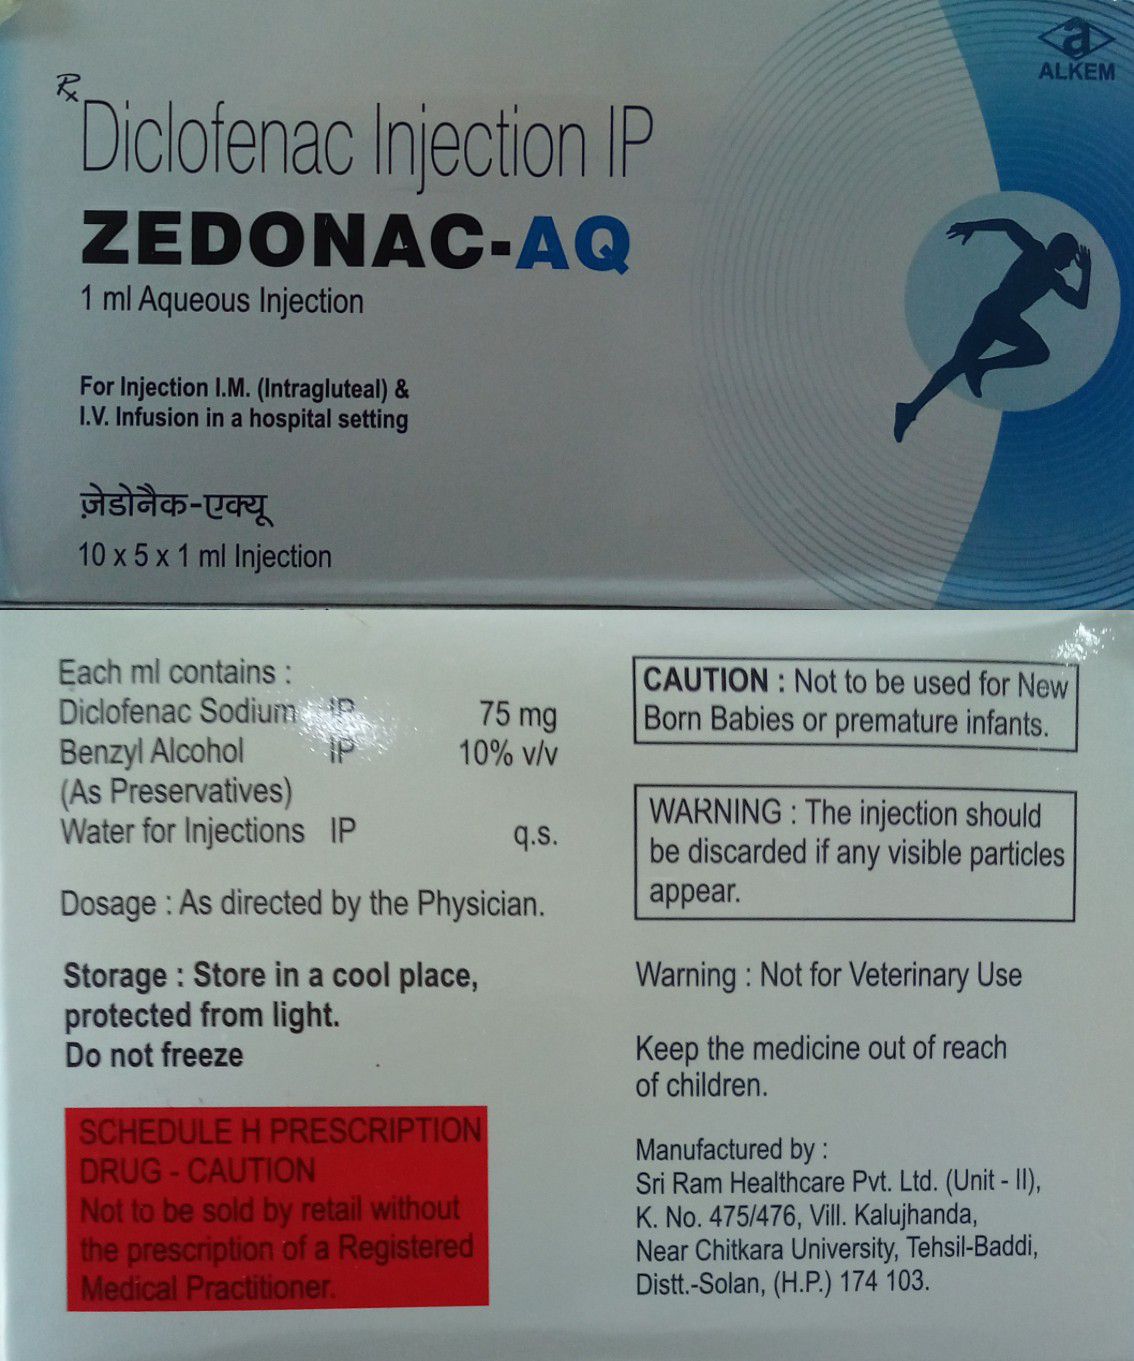 Rx
Diclofenac Injection IP
ZEDONAC-AQ
1 ml Aqueous Injection
For Injection I.M. (Intragluteal) &
I.V. Infusion in a hospital setting
ज़ेडोनैक-एक्यू
10 x 5 x 1 ml Injection
a
ALKEM
Each ml contains :
Diclofenac Sodium IP 75 mg
Benzyl Alcohol IP 10% v/v
(As Preservatives)
Water for Injections IP q.s.
Dosage : As directed by the Physician.
Storage : Store in a cool place,
protected from light.
Do not freeze
SCHEDULE H PRESCRIPTION
DRUG - CAUTION
Not to be sold by retail without
the prescription of a Registered
Medical Practitioner.
CAUTION : Not to be used for New
Born Babies or premature infants.
WARNING : The injection should
be discarded if any visible particles
appear.
Warning : Not for Veterinary Use
Keep the medicine out of reach
of children.
Manufactured by :
Sri Ram Healthcare Pvt. Ltd. (Unit - II),
K. No. 475/476, Vill. Kalujhanda,
Near Chitkara University, Tehsil-Baddi,
Distt.-Solan, (H.P.) 174 103.